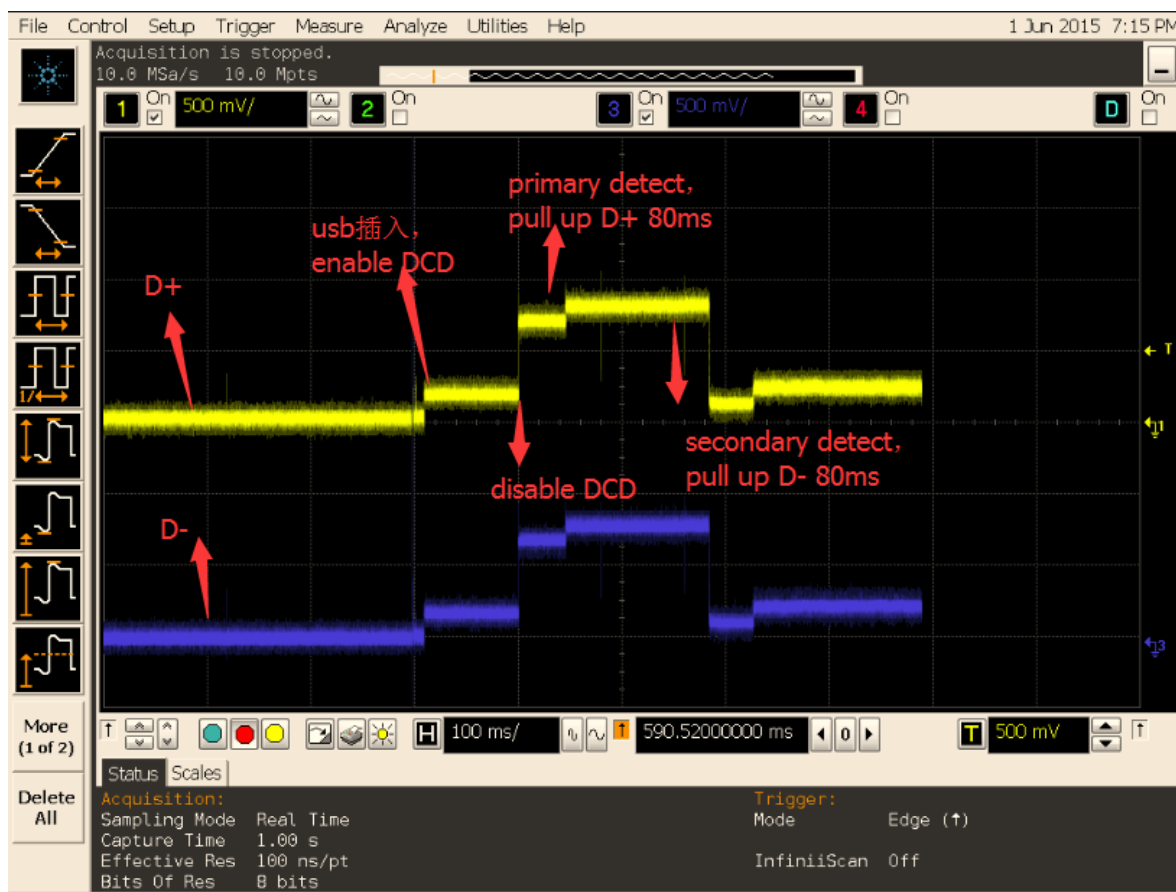 File Control Setup Trigger Measure Analyze Utilities Help 1 Jun 2015 7:15 PM
Acquisition is stopped.
10.0 MSa/s 10.0 Mpts
1 On 500 mV/ 2 On 3 On 500 mV/ 4 On D On
primary detect，
pull up D+ 80ms
usb插入，
enable DCD
D+
T
1
secondary detect，
pull up D- 80ms
disable DCD
D-
3
1/
More
(1 of 2)
Delete
All
H 100 ms/ 590.52000000 ms 0 T 500 mV
Status Scales
Acquisition:
Sampling Mode Real Time
Capture Time 1.00 s
Effective Res 100 ns/pt
Bits Of Res 8 bits
Trigger:
Mode Edge (↑)
InfiniiScan Off